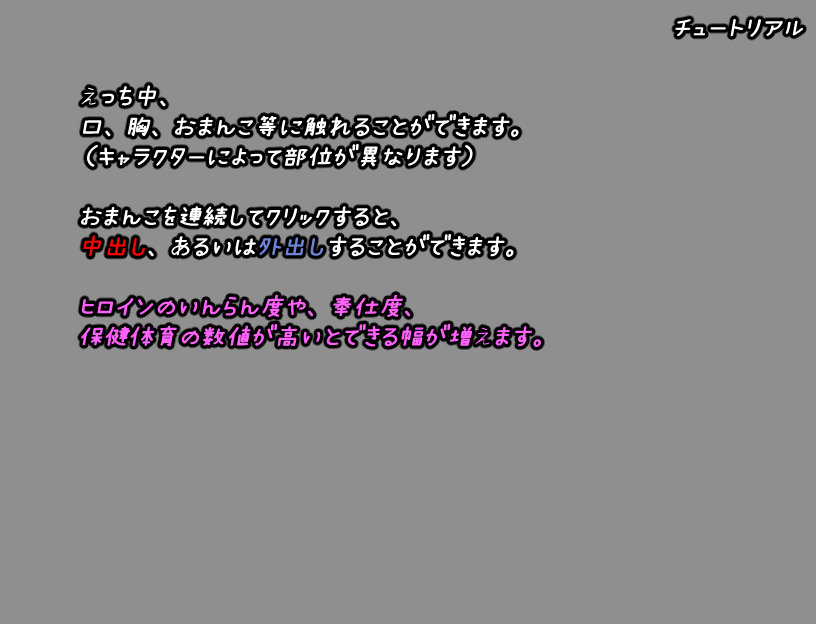 チュートリアル
えっち中、
口、胸、おまんこ等に触れることができます。
（キャラクターによって部位が異なります）
おまんこを連続してクリックすると、
中出し、あるいは外出しすることができます。
ヒロインのいんらん度や、奉仕度、
保健体育の数値が高いとできる幅が増えます。